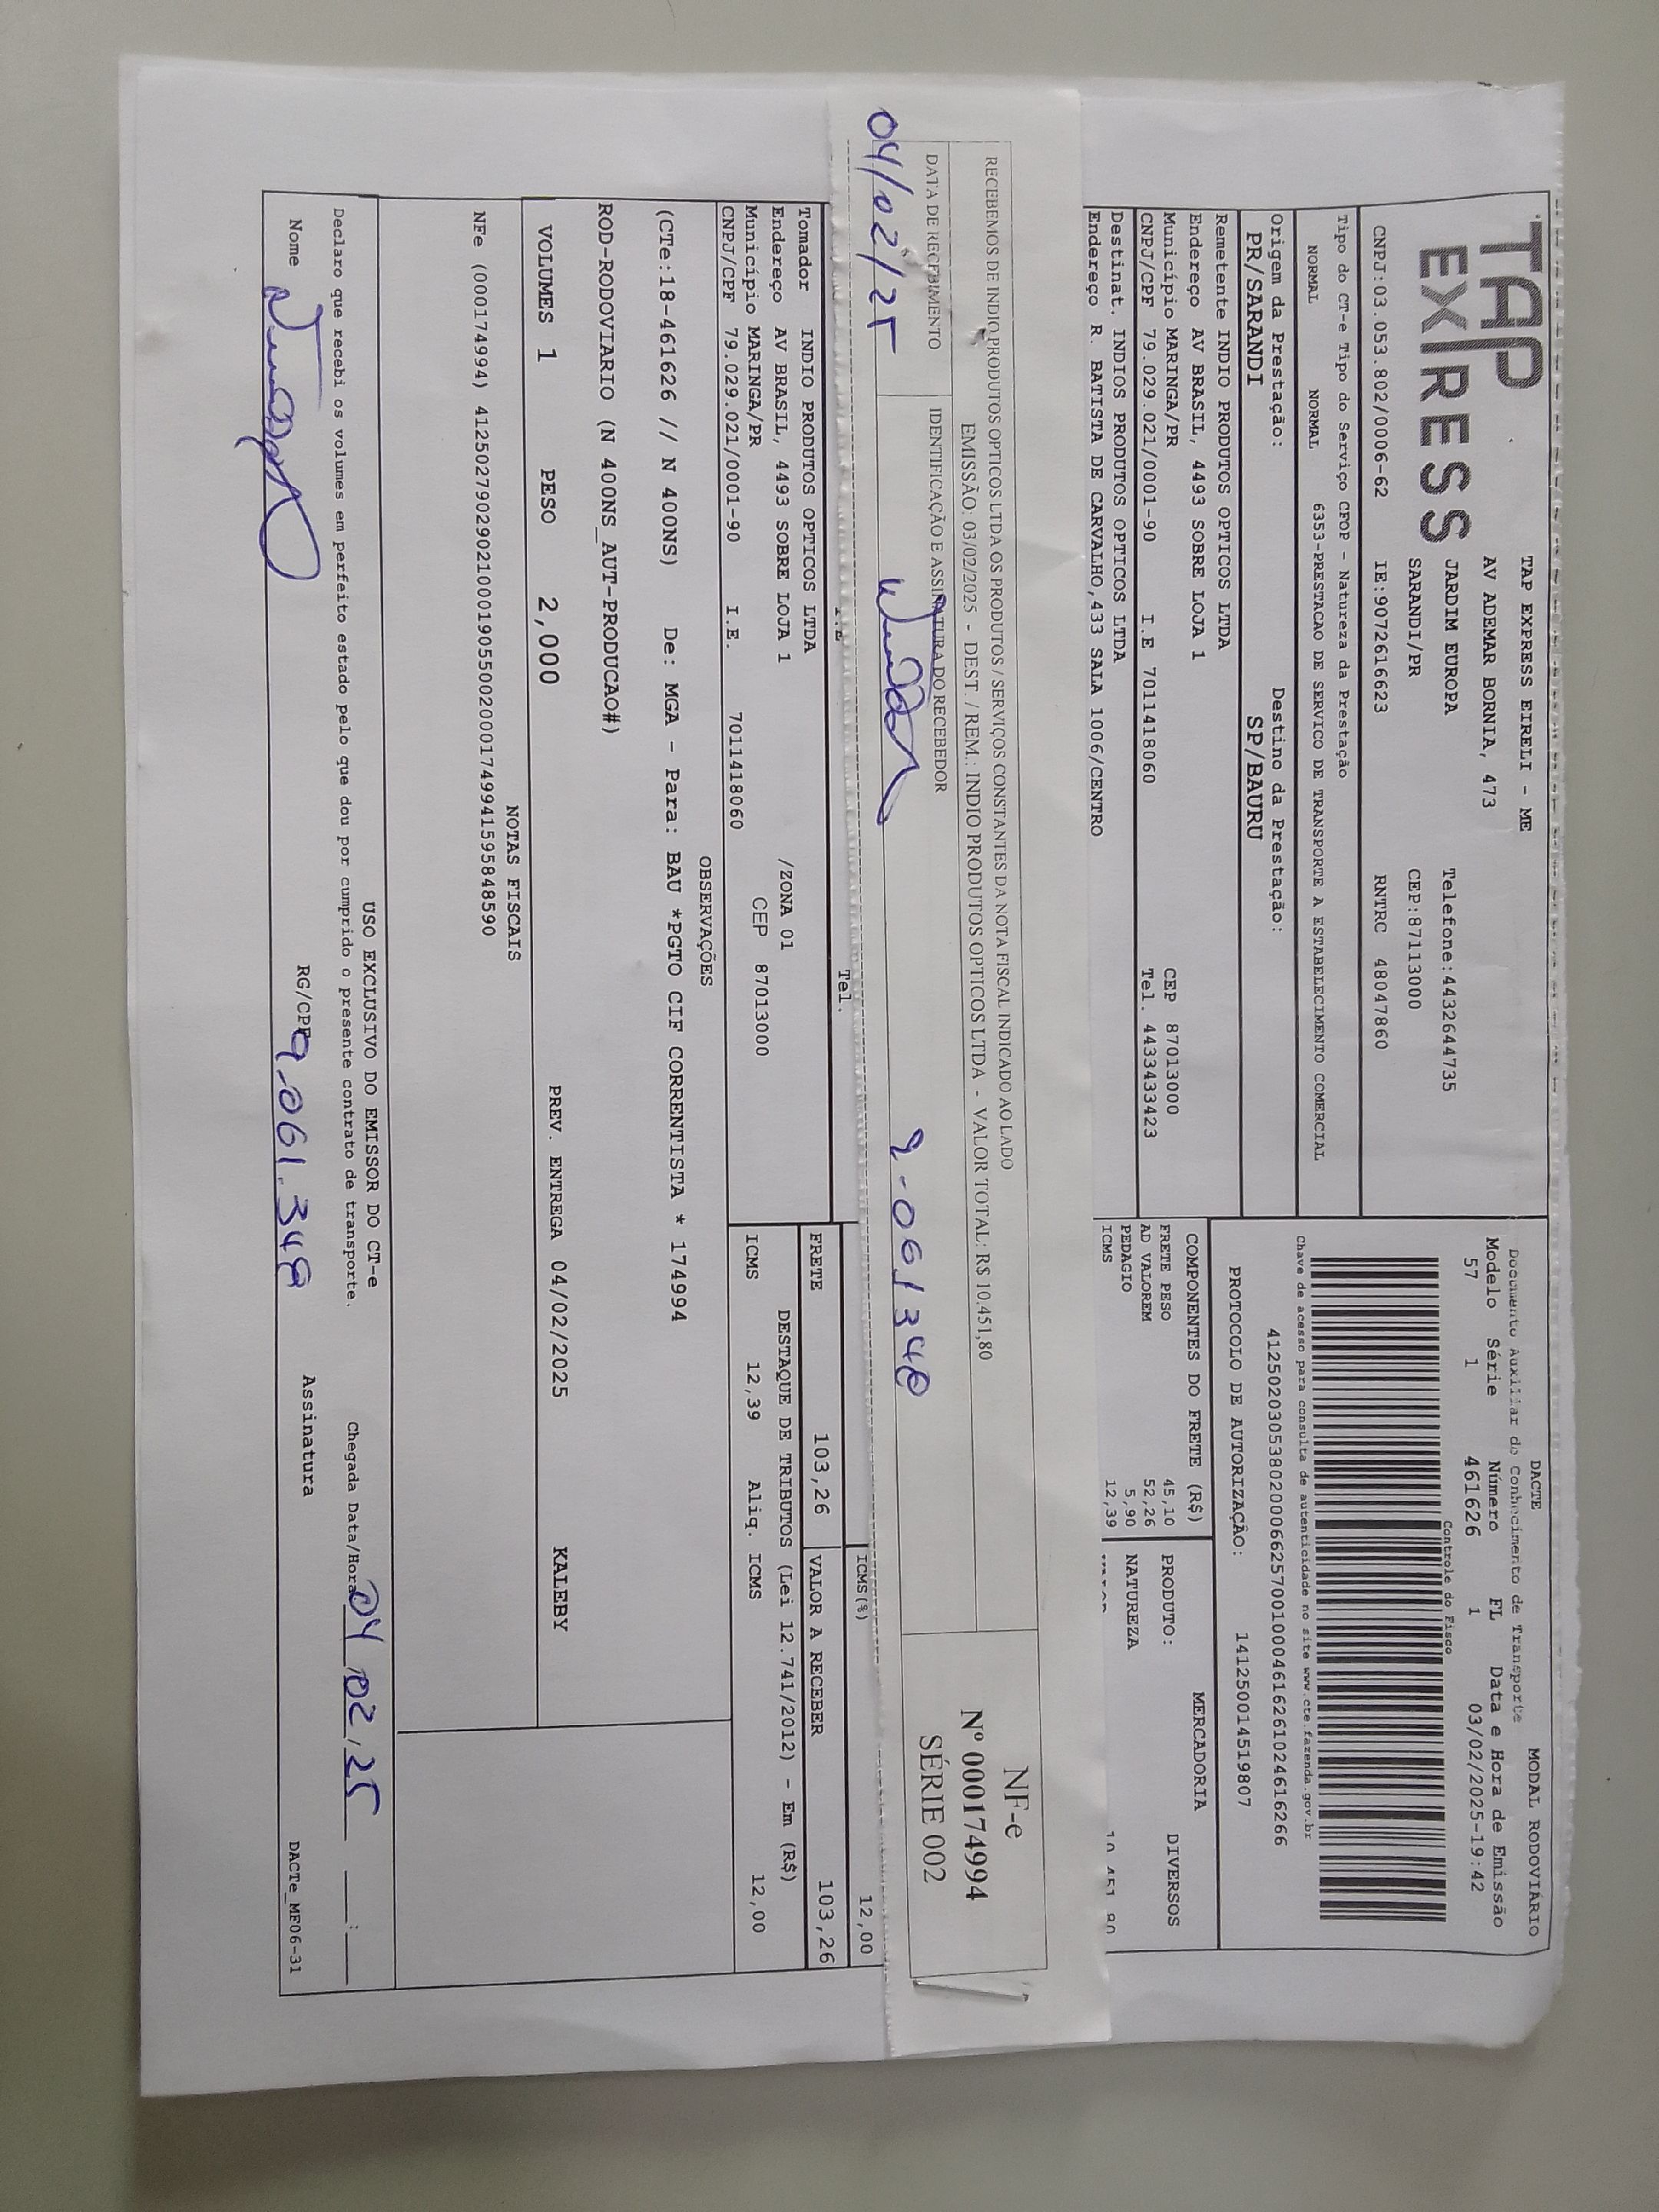 TAP EXPRESS
TAP EXPRESS EIRELI - ME
AV ADEMAR BORNIA, 473
JARDIM EUROPA Telefone:4432644735
SARANDI/PR CEP:87113000
CNPJ:03.053.802/0006-62 IE:9072616623 RNTRC 48047860
Tipo do CT-e Tipo do Serviço CFOP - Natureza da Prestação
NORMAL NORMAL 6353-PRESTACAO DE SERVICO DE TRANSPORTE A ESTABELECIMENTO COMERCIAL
Origem da Prestação: Destino da Prestação:
PR/SARANDI SP/BAURU
Remetente INDIO PRODUTOS OPTICOS LTDA
Endereço AV BRASIL, 4493 SOBRE LOJA 1
Município MARINGA/PR CEP 87013000
CNPJ/CPF 79.029.021/0001-90 I.E 7011418060 Tel. 4433433423
Destinat. INDIOS PRODUTOS OPTICOS LTDA
Endereço R. BATISTA DE CARVALHO,433 SALA 1006/CENTRO
DACTE MODAL RODOVIÁRIO
Documento Auxiliar do Conhecimento de Transporte
Modelo Série Número FL Data e Hora de Emissão
57 1 461626 1 03/02/2025-19:42
Controle do Fisco
Chave de acesso para consulta de autenticidade no site www.cte.fazenda.gov.br
41250203053802000662570010004616261024616266
PROTOCOLO DE AUTORIZAÇÃO: 141250014519807
COMPONENTES DO FRETE (R$)
FRETE PESO 45,10
AD VALOREM 52,26
PEDAGIO 5,90
ICMS 12,39
MERCADORIA
PRODUTO: DIVERSOS
NATUREZA
RECEBEMOS DE INDIO PRODUTOS OPTICOS LTDA OS PRODUTOS / SERVIÇOS CONSTANTES DA NOTA FISCAL INDICADO AO LADO
EMISSÃO: 03/02/2025 - DEST. / REM.: INDIO PRODUTOS OPTICOS LTDA - VALOR TOTAL: R$ 10.451,80
DATA DE RECEBIMENTO IDENTIFICAÇÃO E ASSINATURA DO RECEBEDOR
04/02/25
NF-e
Nº 000174994
SÉRIE 002
Tel.
ICMS(%) 12,00
Tomador INDIO PRODUTOS OPTICOS LTDA
Endereço AV BRASIL, 4493 SOBRE LOJA 1 /ZONA 01
Município MARINGA/PR CEP 87013000
CNPJ/CPF 79.029.021/0001-90 I.E. 7011418060
FRETE 103,26 VALOR A RECEBER 103,26
DESTAQUE DE TRIBUTOS (Lei 12.741/2012) - Em (R$)
ICMS 12,39 Aliq. ICMS 12,00
OBSERVAÇÕES
(CTe:18-461626 // N 400NS) De: MGA - Para: BAU *PGTO CIF CORRENTISTA * 174994
ROD-RODOVIARIO (N 400NS_AUT-PRODUCAO#)
VOLUMES 1 PESO 2,000 PREV. ENTREGA 04/02/2025 KALEBY
NOTAS FISCAIS
NFe (000174994) 41250279029021000190550020001749941595848590
USO EXCLUSIVO DO EMISSOR DO CT-e
Declaro que recebi os volumes em perfeito estado pelo que dou por cumprido o presente contrato de transporte. Chegada Data/Hora 04/02/25 __:__
Nome RG/CPF Assinatura
DACTe_MF06-31